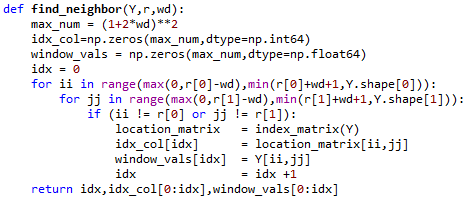 def find_neighbor(Y,r,wd):
    max_num = (1+2*wd)**2
    idx_col=np.zeros(max_num,dtype=np.int64)
    window_vals = np.zeros(max_num,dtype=np.float64)
    idx = 0
    for ii in range(max(0,r[0]-wd),min(r[0]+wd+1,Y.shape[0])):
        for jj in range(max(0,r[1]-wd),min(r[1]+wd+1,Y.shape[1])):
            if (ii != r[0] or jj != r[1]):
                location_matrix   = index_matrix(Y)
                idx_col[idx]      = location_matrix[ii,jj]
                window_vals[idx]  = Y[ii,jj]
                idx               = idx +1
    return idx,idx_col[0:idx],window_vals[0:idx]